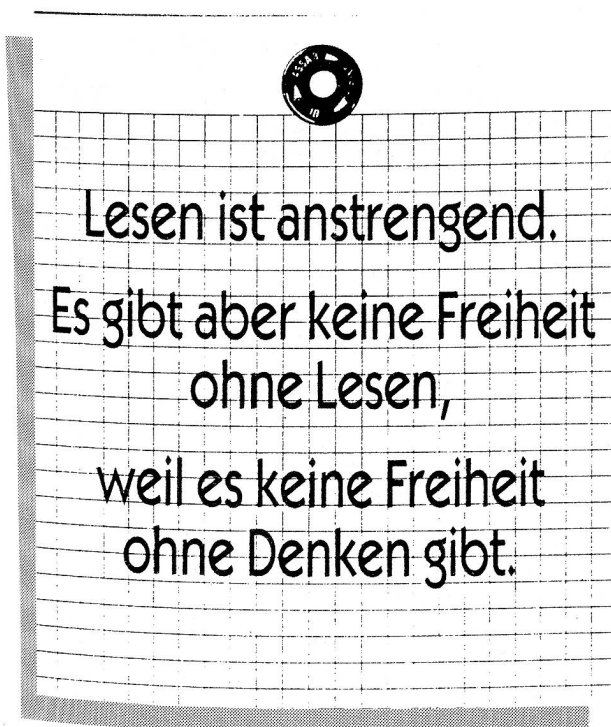 Lesen ist anstrengend.
Es gibt aber keine Freiheit
ohne Lesen,
weil es keine Freiheit
ohne Denken gibt.